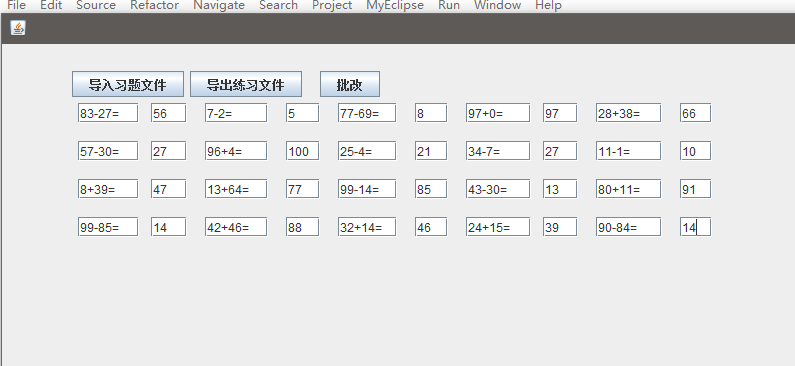 File Edit Source Refactor Navigate Search Project MyEclipse Run Window Help
导入习题文件 导出练习文件 批改
83-27= 56 7-2= 5 77-69= 8 97+0= 97 28+38= 66
57-30= 27 96+4= 100 25-4= 21 34-7= 27 11-1= 10
8+39= 47 13+64= 77 99-14= 85 43-30= 13 80+11= 91
99-85= 14 42+46= 88 32+14= 46 24+15= 39 90-84= 14